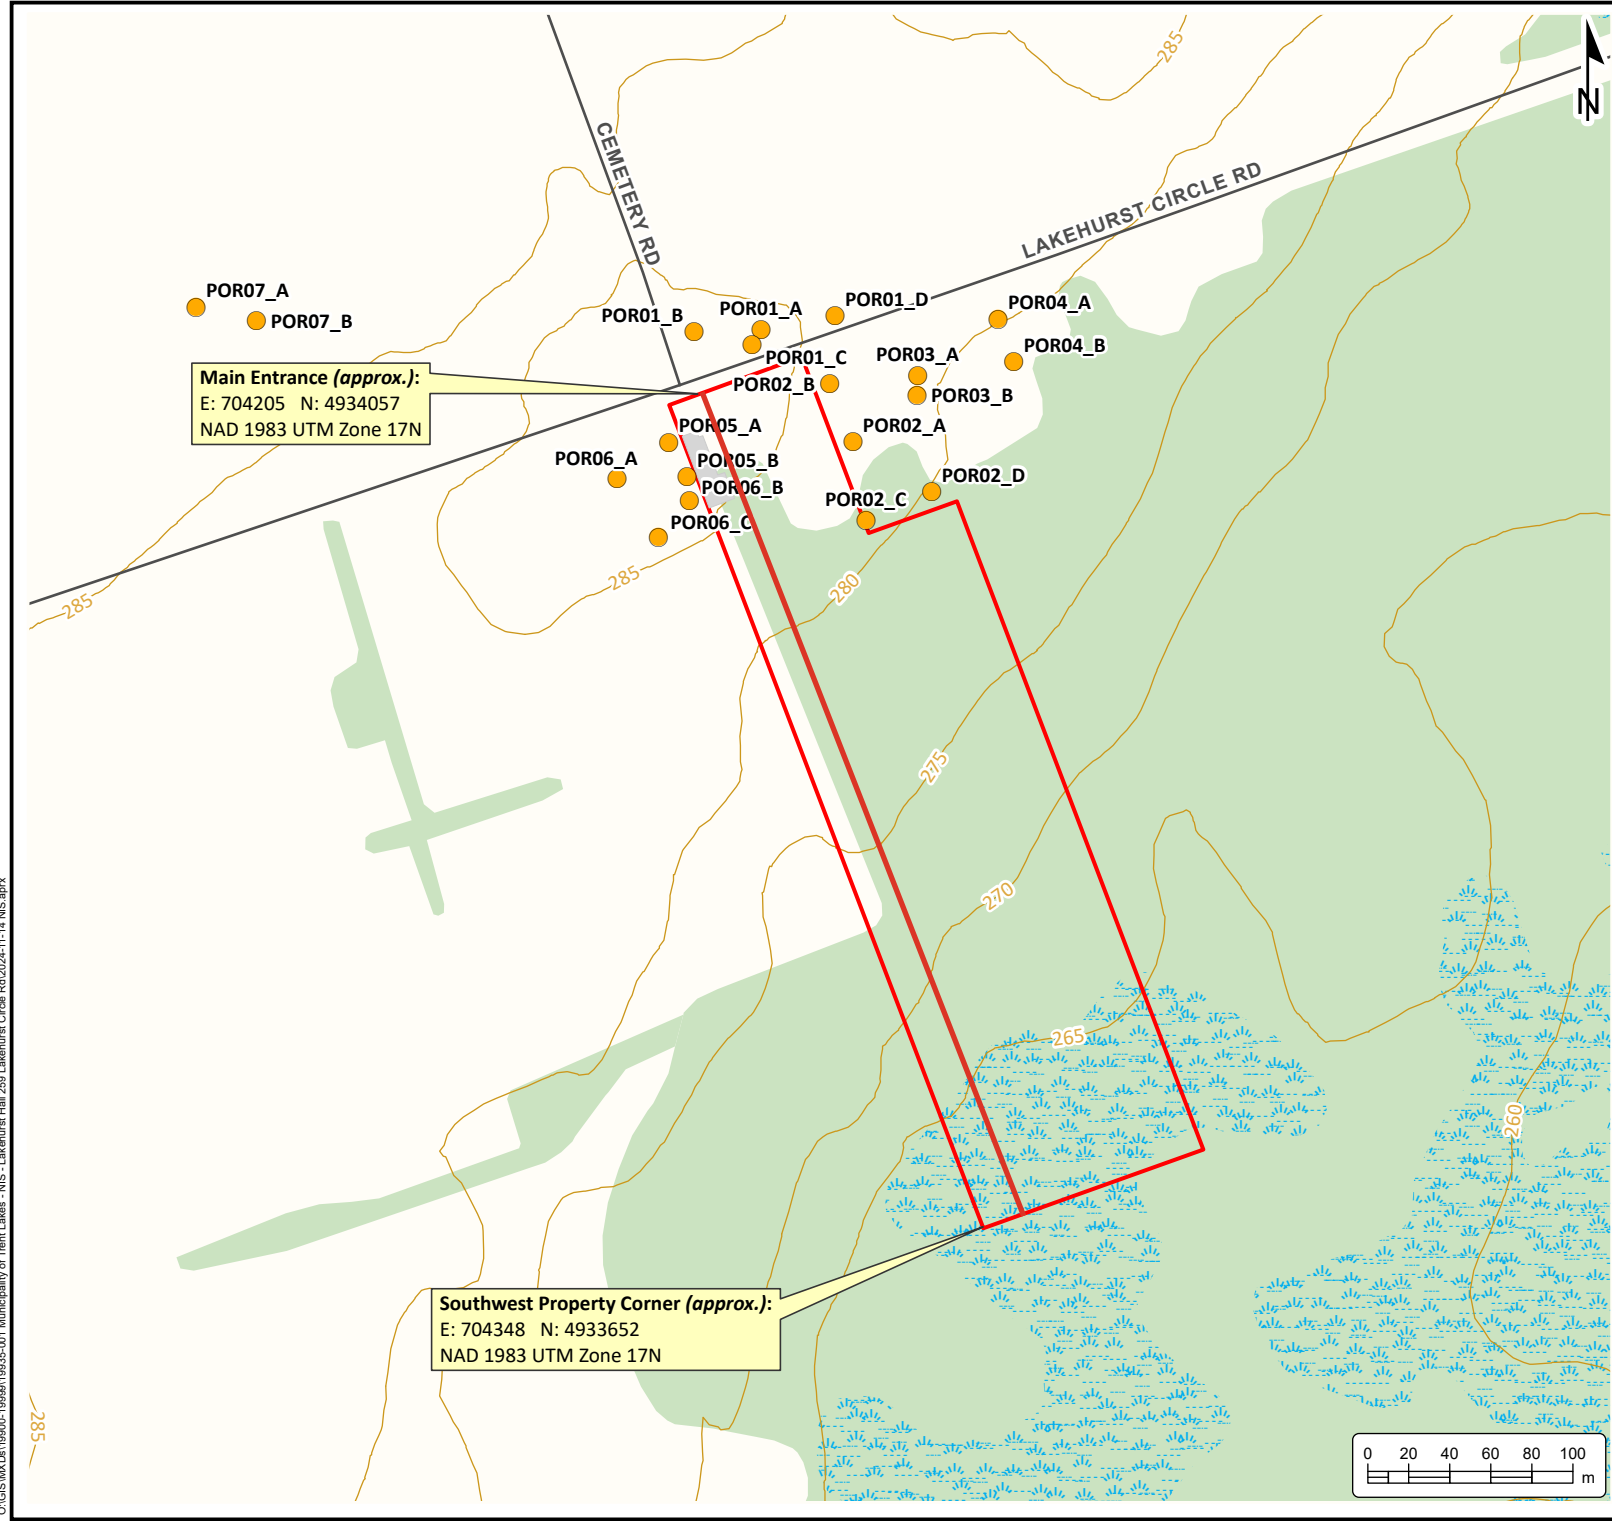 285
N
CEMETERY RD
LAKEHURST CIRCLE RD
POR07_A
POR07_B
POR01_B
POR01_A
POR01_D
POR04_A
POR01_C
POR03_A
POR04_B
POR02_B
POR03_B
Main Entrance (approx.):
E: 704205 N: 4934057
NAD 1983 UTM Zone 17N
POR05_A
POR02_A
POR06_A
POR05_B
POR02_D
POR06_B
POR02_C
POR06_C
285
285
280
275
270
265
260
Southwest Property Corner (approx.):
E: 704348 N: 4933652
NAD 1983 UTM Zone 17N
285
0 20 40 60 80 100
m